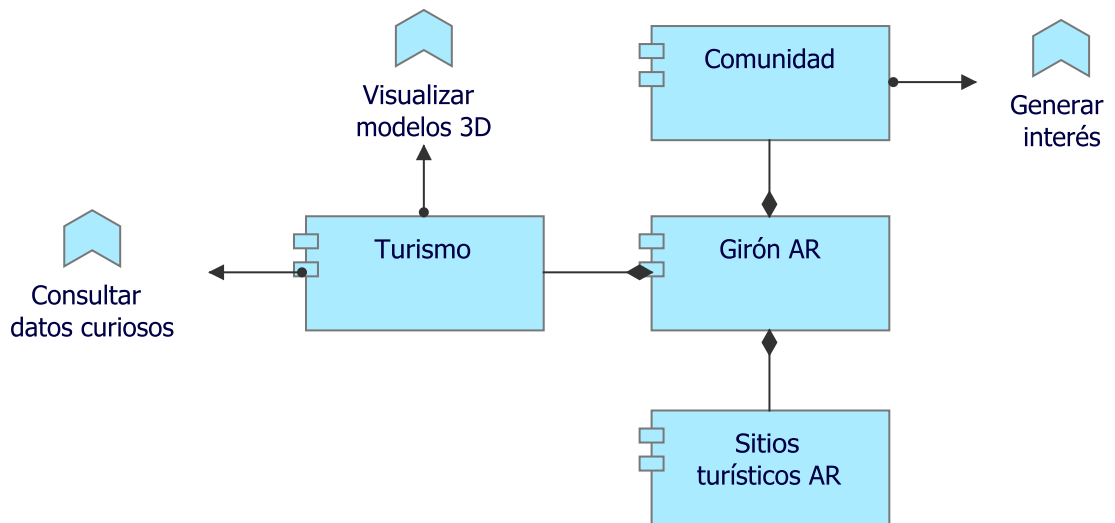 Comunidad
Visualizar
modelos 3D
Generar
interés
Turismo
Girón AR
Consultar
datos curiosos
Sitios
turísticos AR